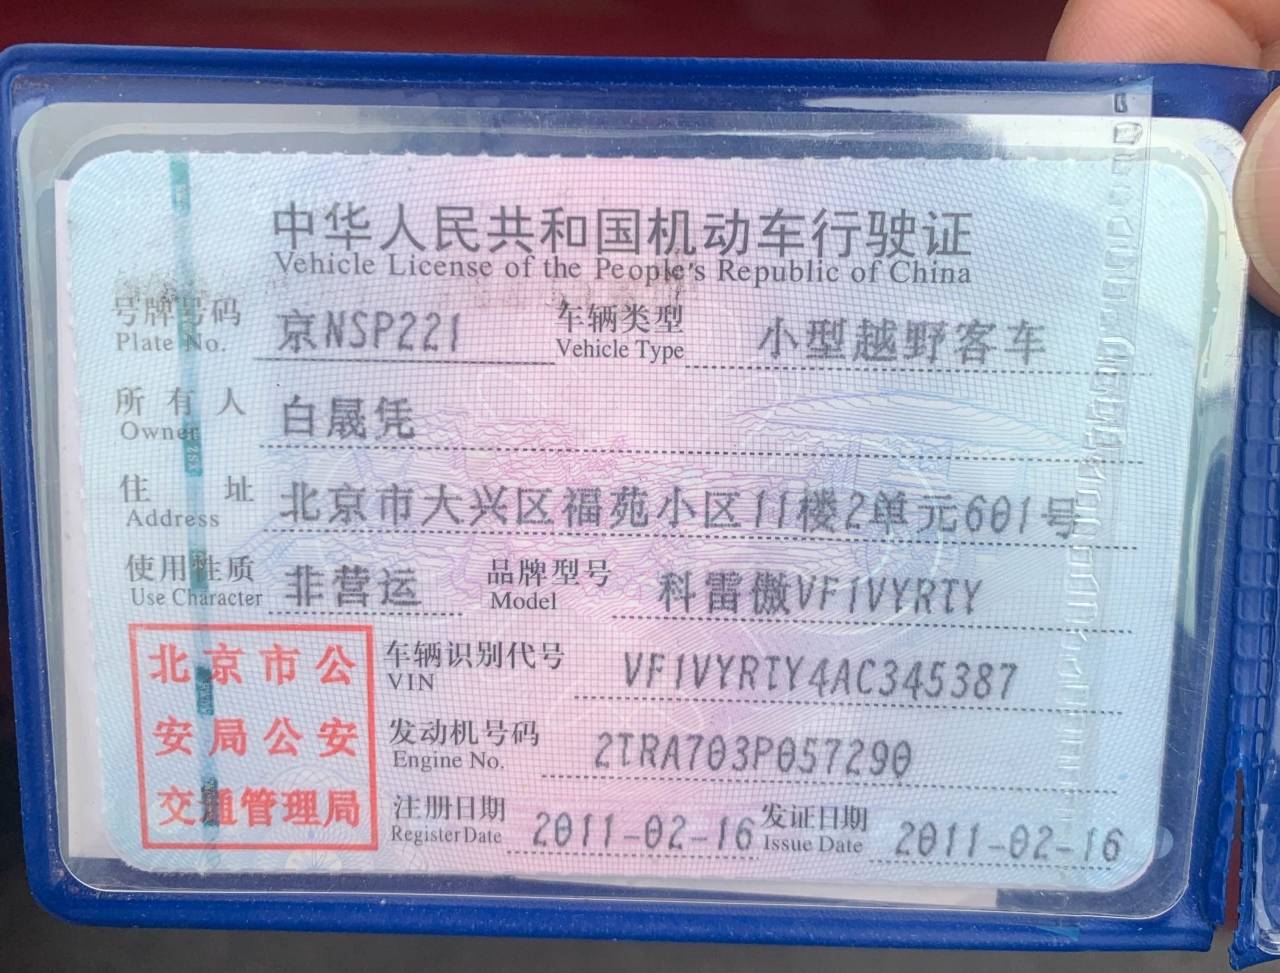 中华人民共和国机动车行驶证
Vehicle License of the People's Republic of China
号牌号码 京NSP221 车辆类型 小型越野客车
Plate No. Vehicle Type
所有人 白晟凭
Owner
住址 北京市大兴区福苑小区11楼2单元601号
Address
使用性质 非营运 品牌型号 科雷傲VF1VYRTY
Use Character Model
北京市公
安局公安
交通管理局
车辆识别代号 VF1VYRTY4AC345387
VIN
发动机号码 2TRA703P057290
Engine No.
注册日期 2011-02-16 发证日期 2011-02-16
Register Date Issue Date